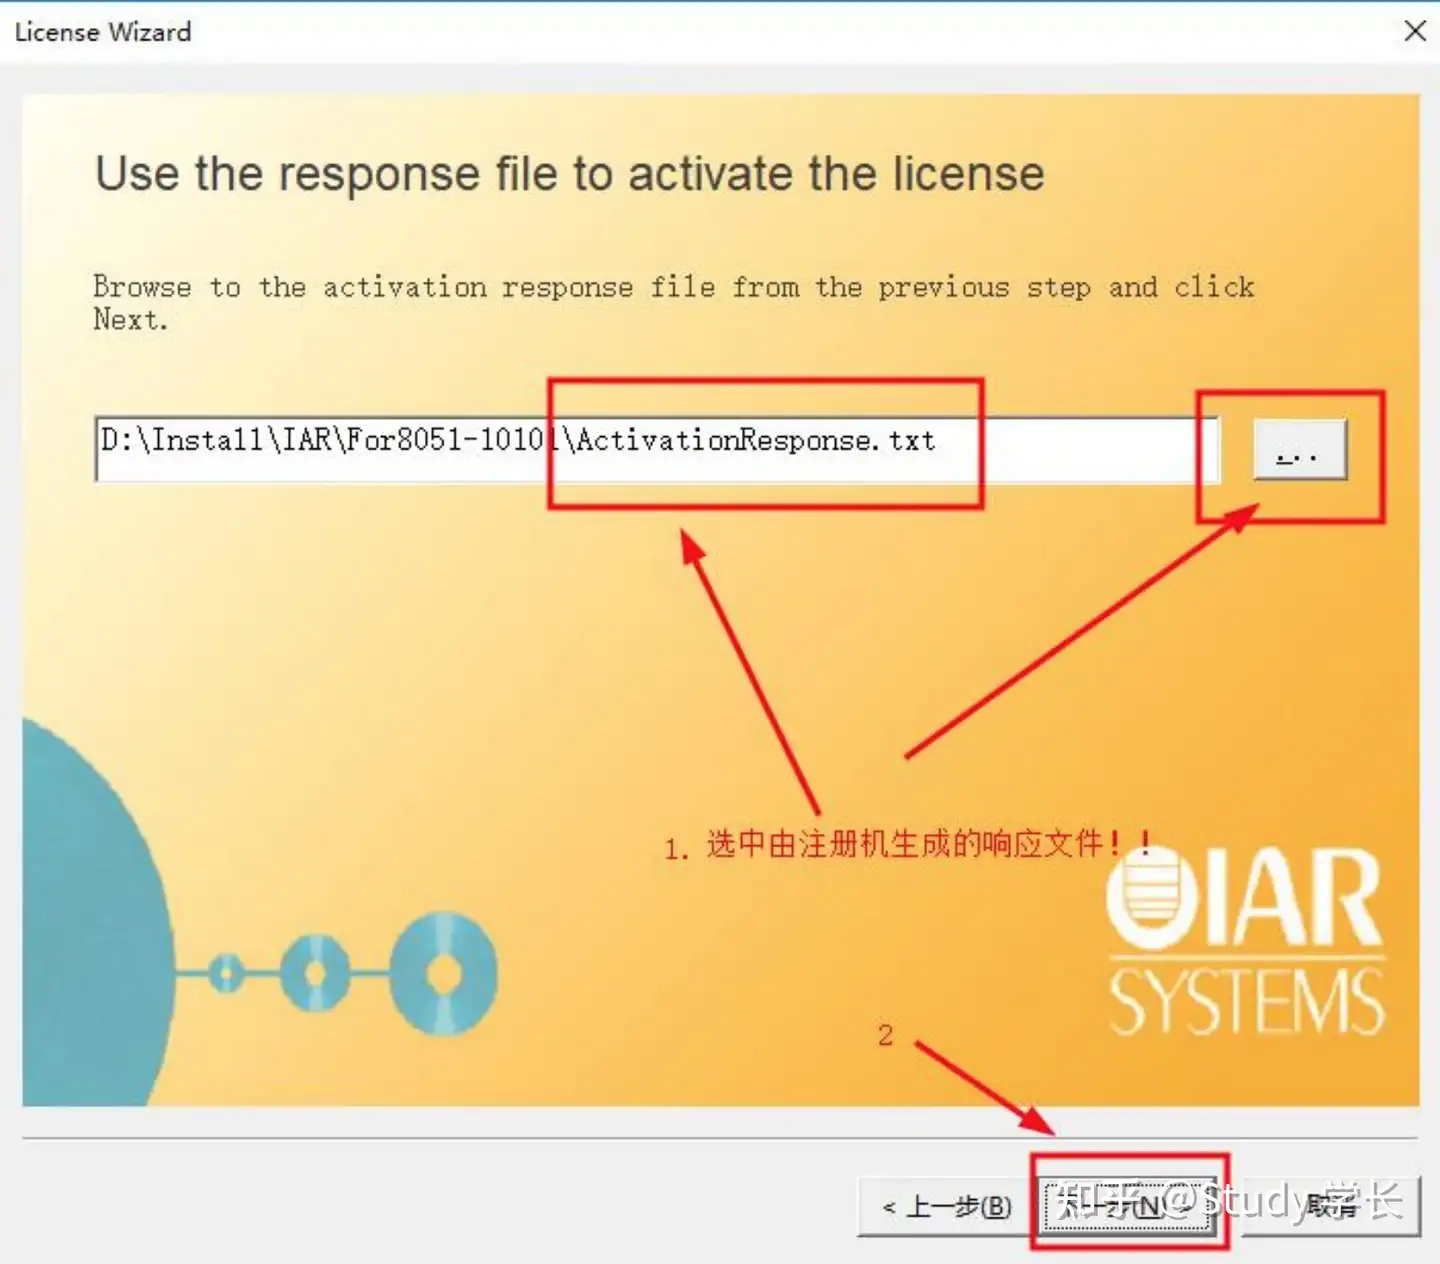 License Wizard
Use the response file to activate the license
Browse to the activation response file from the previous step and click
Next.
D:\Install\IAR\For8051-10101\ActivationResponse.txt
...
1. 选中由注册机生成的响应文件！！
IAR
SYSTEMS
2
< 上一步(B)
下一步(N) >
取消
知乎 @Study学长